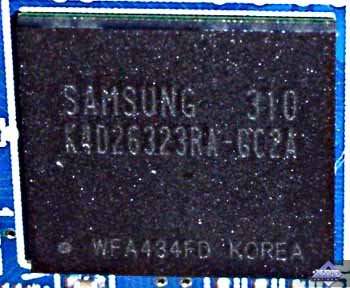 SAMSUNG 310
K4D26323RA-GC2A
WFA434FD KOREA